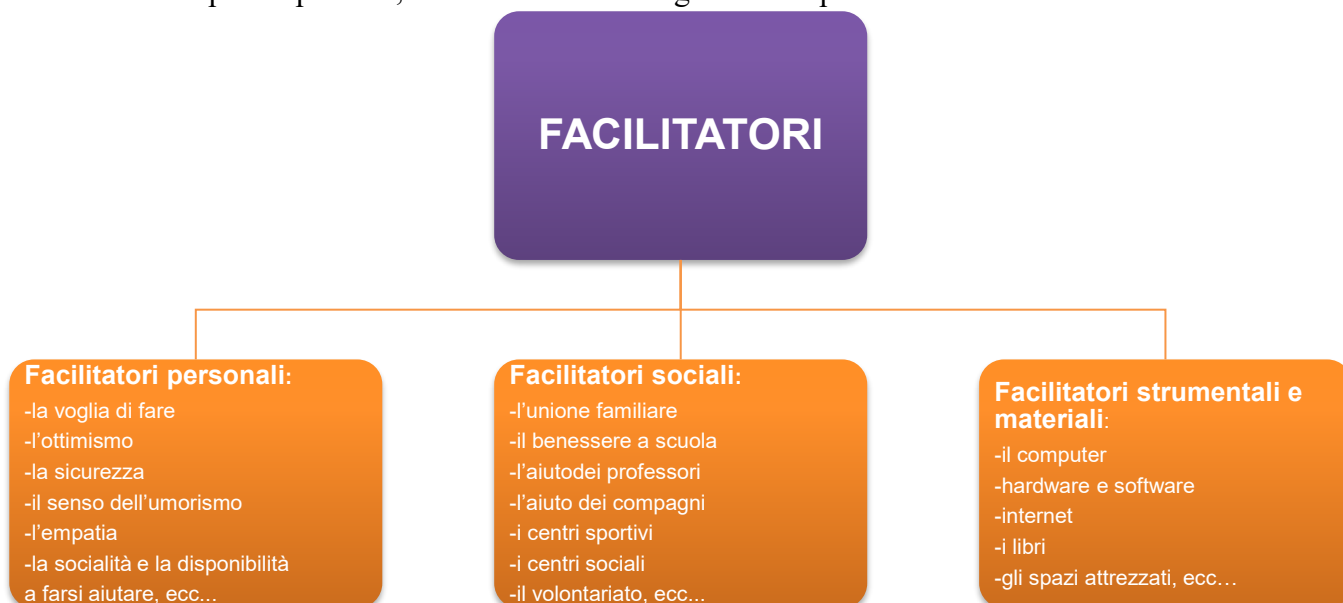 FACILITATORI
Facilitatori personali:
-la voglia di fare
-l'ottimismo
-la sicurezza
-il senso dell'umorismo
-l'empatia
-la socialità e la disponibilità
a farsi aiutare, ecc...
Facilitatori sociali:
-l'unione familiare
-il benessere a scuola
-l'aiutodei professori
-l'aiuto dei compagni
-i centri sportivi
-i centri sociali
-il volontariato, ecc...
Facilitatori strumentali e
materiali:
-il computer
-hardware e software
-internet
-i libri
-gli spazi attrezzati, ecc…